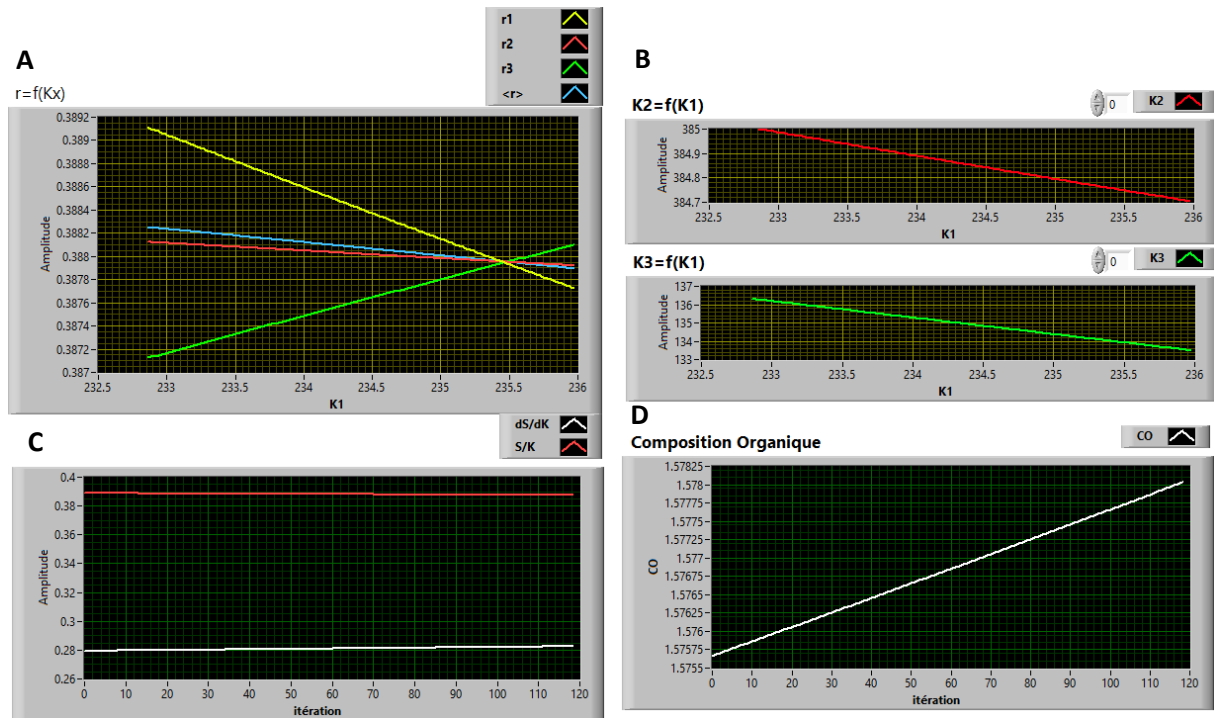 A
r=f(Kx)
r1
r2
r3
<r>
0.3892
0.389
0.3888
0.3886
0.3884
0.3882
0.388
0.3878
0.3876
0.3874
0.3872
0.387
Amplitude
232.5 233 233.5 234 234.5 235 235.5 236
K1
B
K2=f(K1)
0
K2
385
384.9
384.8
384.7
Amplitude
232.5 233 233.5 234 234.5 235 235.5 236
K1
K3=f(K1)
0
K3
137
136
135
134
133
Amplitude
232.5 233 233.5 234 234.5 235 235.5 236
K1
C
dS/dK
S/K
0.4
0.38
0.36
0.34
0.32
0.3
0.28
0.26
Amplitude
0 10 20 30 40 50 60 70 80 90 100 110 120
itération
D
Composition Organique
CO
1.57825
1.578
1.57775
1.5775
1.57725
1.577
1.57675
1.5765
1.57625
1.576
1.57575
1.5755
CO
0 10 20 30 40 50 60 70 80 90 100 110 120
itération